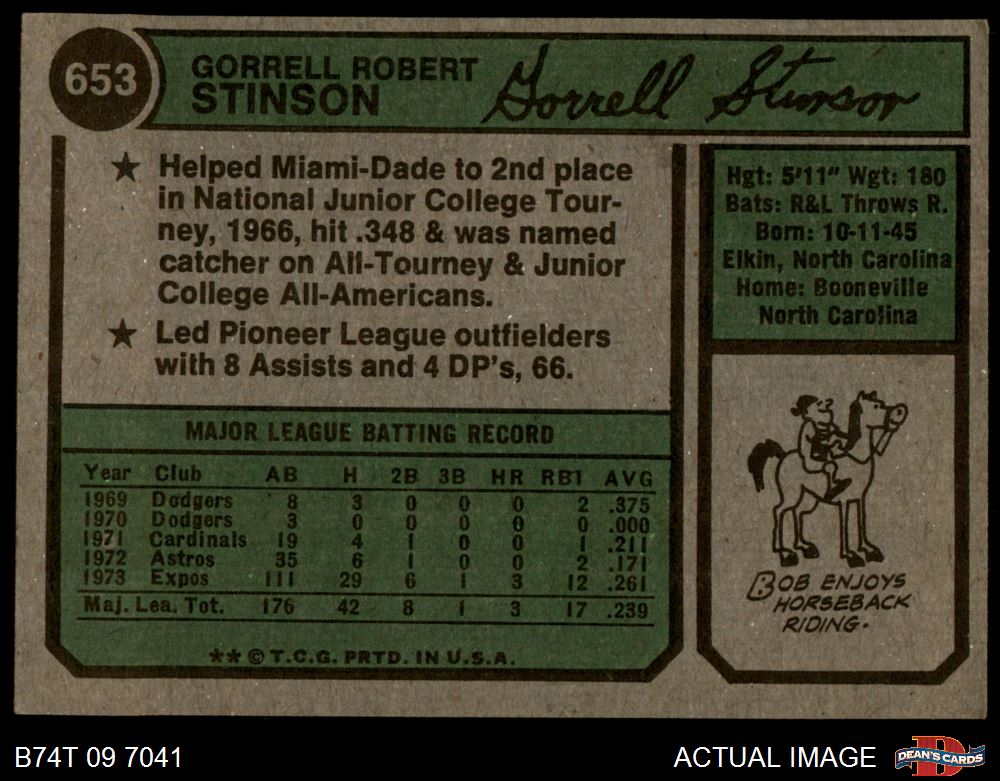 653
GORRELL ROBERT
STINSON
Gorrell Stinson
★ Helped Miami-Dade to 2nd place
in National Junior College Tour-
ney, 1966, hit .348 & was named
catcher on All-Tourney & Junior
College All-Americans.
★ Led Pioneer League outfielders
with 8 Assists and 4 DP's, 66.
Hgt: 5'11" Wgt: 180
Bats: R&L Throws R.
Born: 10-11-45
Elkin, North Carolina
Home: Booneville
North Carolina
MAJOR LEAGUE BATTING RECORD
Year Club AB H 2B 3B HR RBI AVG
1969 Dodgers 8 3 0 0 0 2 .375
1970 Dodgers 3 0 0 0 0 0 .000
1971 Cardinals 19 4 1 0 0 1 .211
1972 Astros 35 6 1 0 0 2 .171
1973 Expos 111 29 6 1 3 12 .261
Maj. Lea. Tot. 176 42 8 1 3 17 .239
** © T.C.G. PRTD. IN U.S.A.
BOB ENJOYS
HORSEBACK
RIDING.
B74T 09 7041
ACTUAL IMAGE
D
DEAN'S CARDS